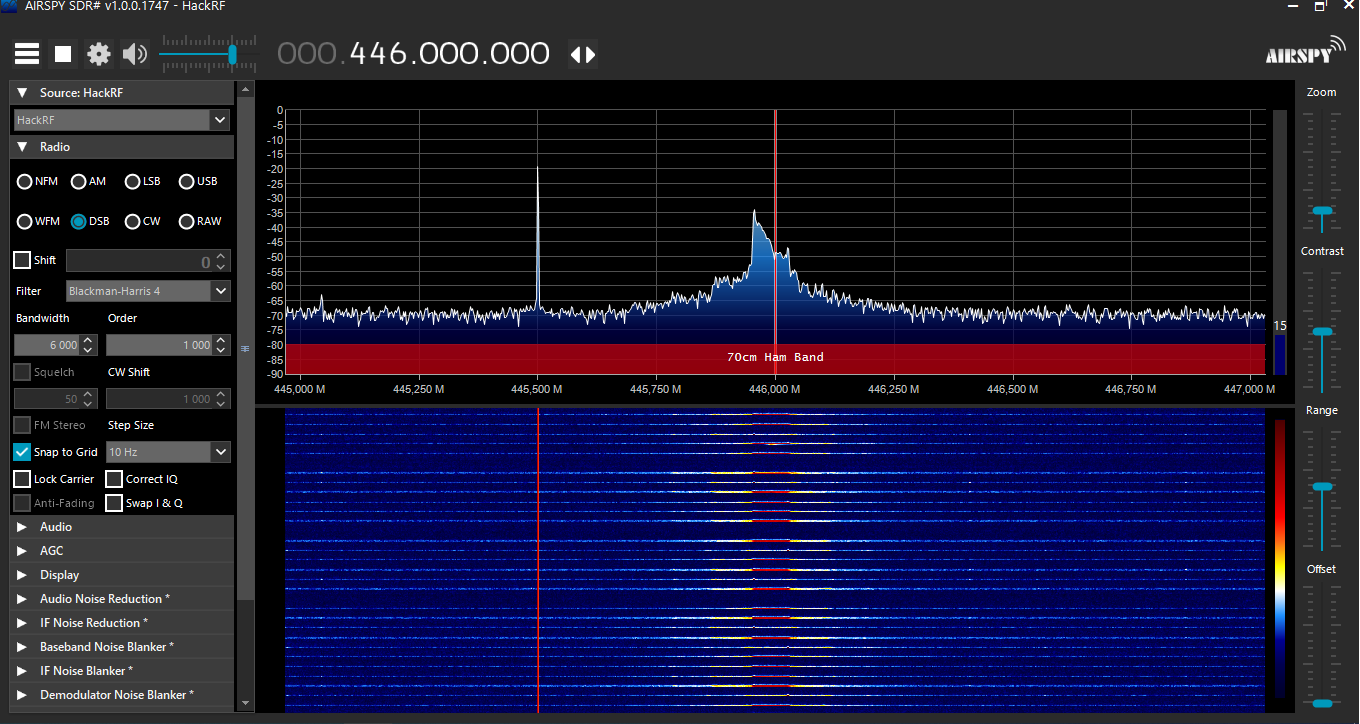 AIRSPY SDR# v1.0.0.1747 - HackRF
000.446.000.000
AIRSPY
Source: HackRF
HackRF
Radio
NFM AM LSB USB
WFM DSB CW RAW
Shift 0
Filter Blackman-Harris 4
Bandwidth Order
6 000 1 000
Squelch CW Shift
50 1 000
FM Stereo Step Size
Snap to Grid 10 Hz
Lock Carrier Correct IQ
Anti-Fading Swap I & Q
Audio
AGC
Display
Audio Noise Reduction *
IF Noise Reduction *
Baseband Noise Blanker *
IF Noise Blanker *
Demodulator Noise Blanker *
0
-5
-10
-15
-20
-25
-30
-35
-40
-45
-50
-55
-60
-65
-70
-75
-80
-85
-90
70cm Ham Band
445,000 M 445,250 M 445,500 M 445,750 M 446,000 M 446,250 M 446,500 M 446,750 M 447,000 M
15
Zoom
Contrast
Range
Offset